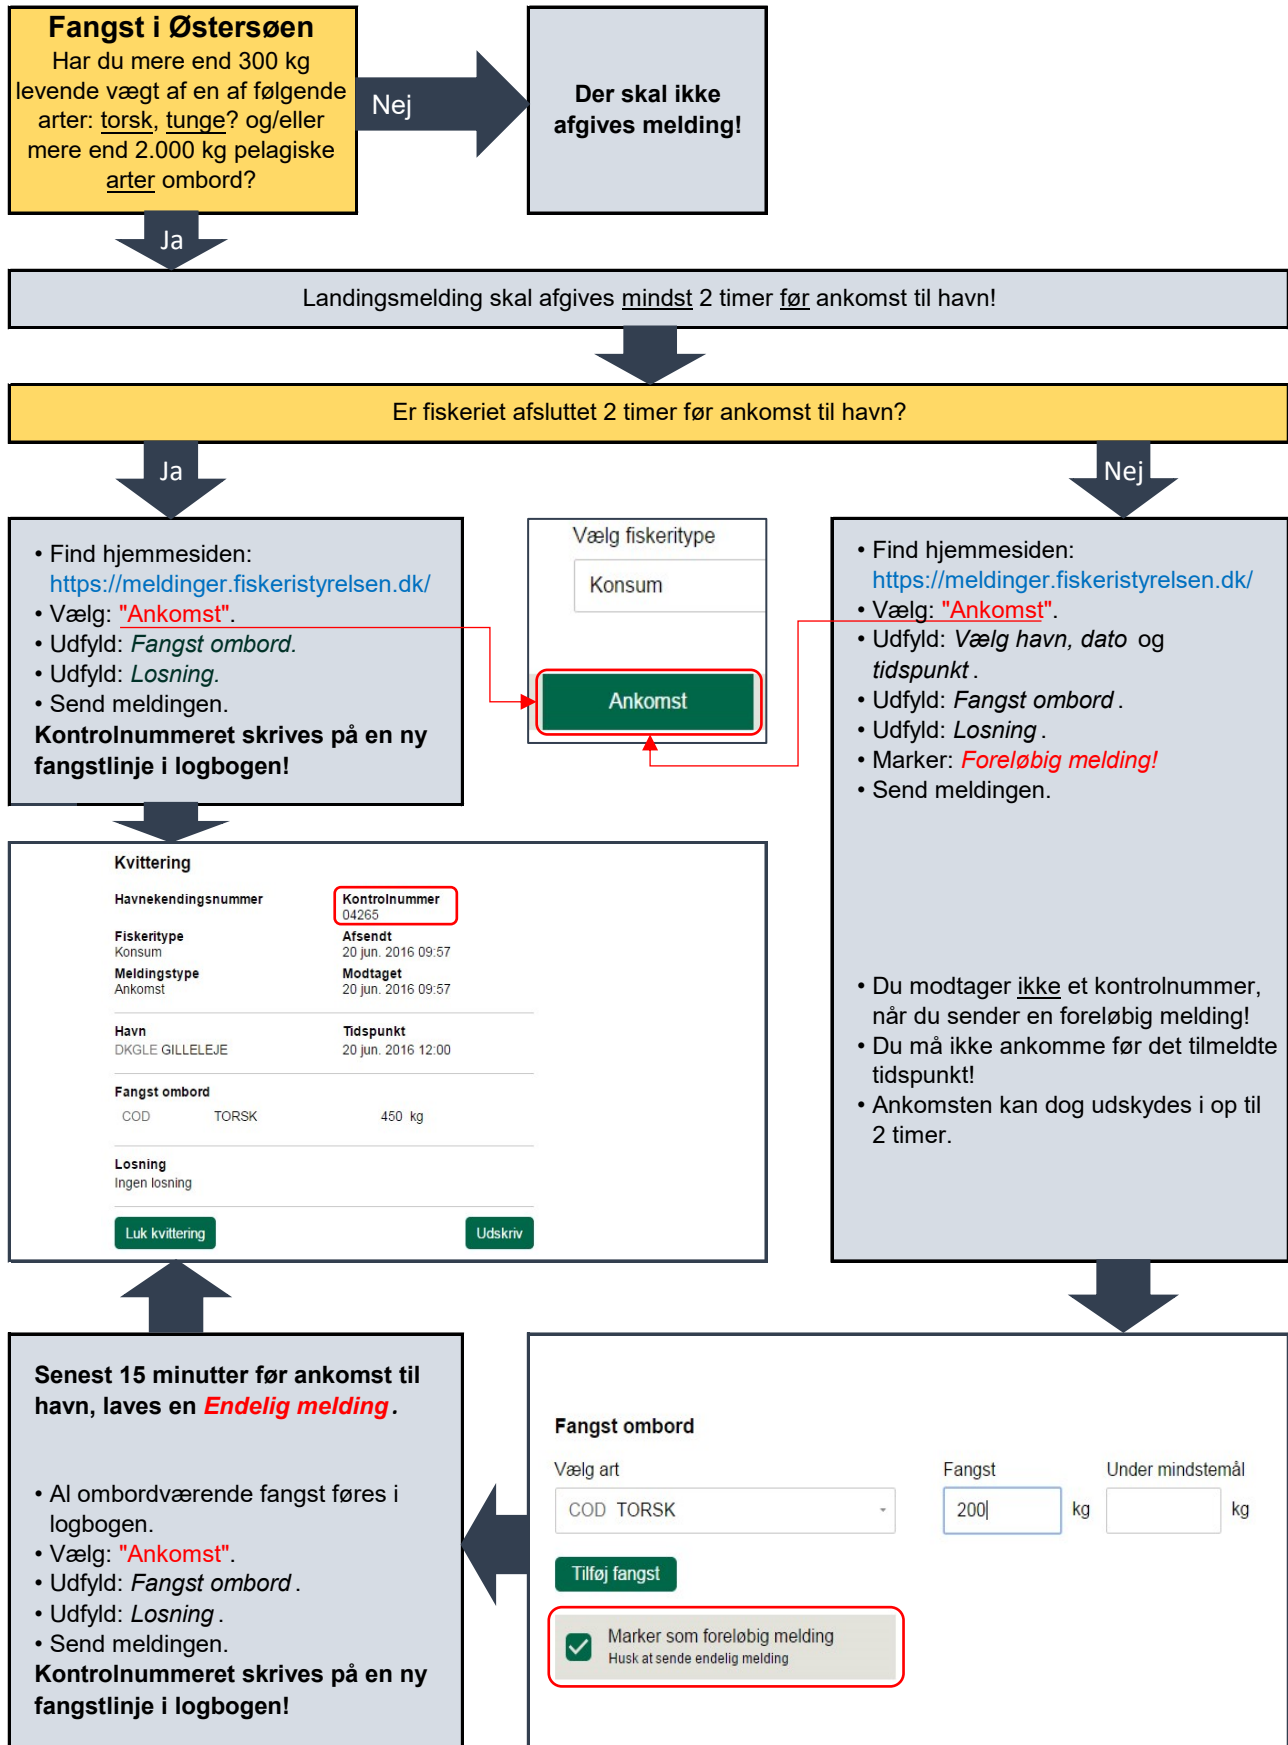 Fangst i Østersøen
Har du mere end 300 kg
levende vægt af en af følgende
arter: torsk, tunge? og/eller
mere end 2.000 kg pelagiske
arter ombord?
Nej
Der skal ikke
afgives melding!
Ja
Landingsmelding skal afgives mindst 2 timer før ankomst til havn!
Er fiskeriet afsluttet 2 timer før ankomst til havn?
Ja
Nej
• Find hjemmesiden:
https://meldinger.fiskeristyrelsen.dk/
• Vælg: "Ankomst".
• Udfyld: Fangst ombord.
• Udfyld: Losning.
• Send meldingen.
Kontrolnummeret skrives på en ny
fangstlinje i logbogen!
Vælg fiskeritype
Konsum
Ankomst
• Find hjemmesiden:
https://meldinger.fiskeristyrelsen.dk/
• Vælg: "Ankomst".
• Udfyld: Vælg havn, dato og
tidspunkt.
• Udfyld: Fangst ombord.
• Udfyld: Losning.
• Marker: Foreløbig melding!
• Send meldingen.
• Du modtager ikke et kontrolnummer,
når du sender en foreløbig melding!
• Du må ikke ankomme før det tilmeldte
tidspunkt!
• Ankomsten kan dog udskydes i op til
2 timer.
Kvittering
Havnekendingsnummer Kontrolnummer
04265
Fiskeritype Afsendt
Konsum 20 jun. 2016 09:57
Meldingstype Modtaget
Ankomst 20 jun. 2016 09:57
Havn Tidspunkt
DKGLE GILLELEJE 20 jun. 2016 12:00
Fangst ombord
COD TORSK 450 kg
Losning
Ingen losning
Luk kvittering Udskriv
Senest 15 minutter før ankomst til
havn, laves en Endelig melding.
• Al ombordværende fangst føres i
logbogen.
• Vælg: "Ankomst".
• Udfyld: Fangst ombord.
• Udfyld: Losning.
• Send meldingen.
Kontrolnummeret skrives på en ny
fangstlinje i logbogen!
Fangst ombord
Vælg art Fangst Under mindstemål
COD TORSK 200 kg kg
Tilføj fangst
Marker som foreløbig melding
Husk at sende endelig melding